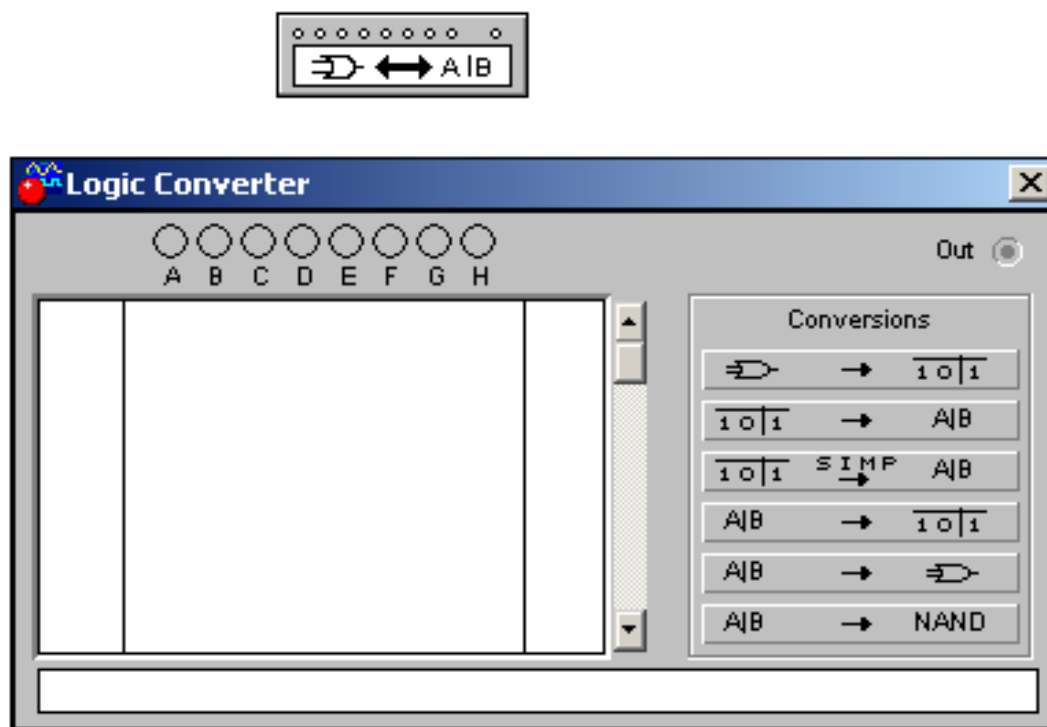 A|B
Logic Converter
A B C D E F G H
Out
Conversions
1 0|1
1 0|1 A|B
1 0|1 SIMP A|B
A|B 1 0|1
A|B
A|B NAND